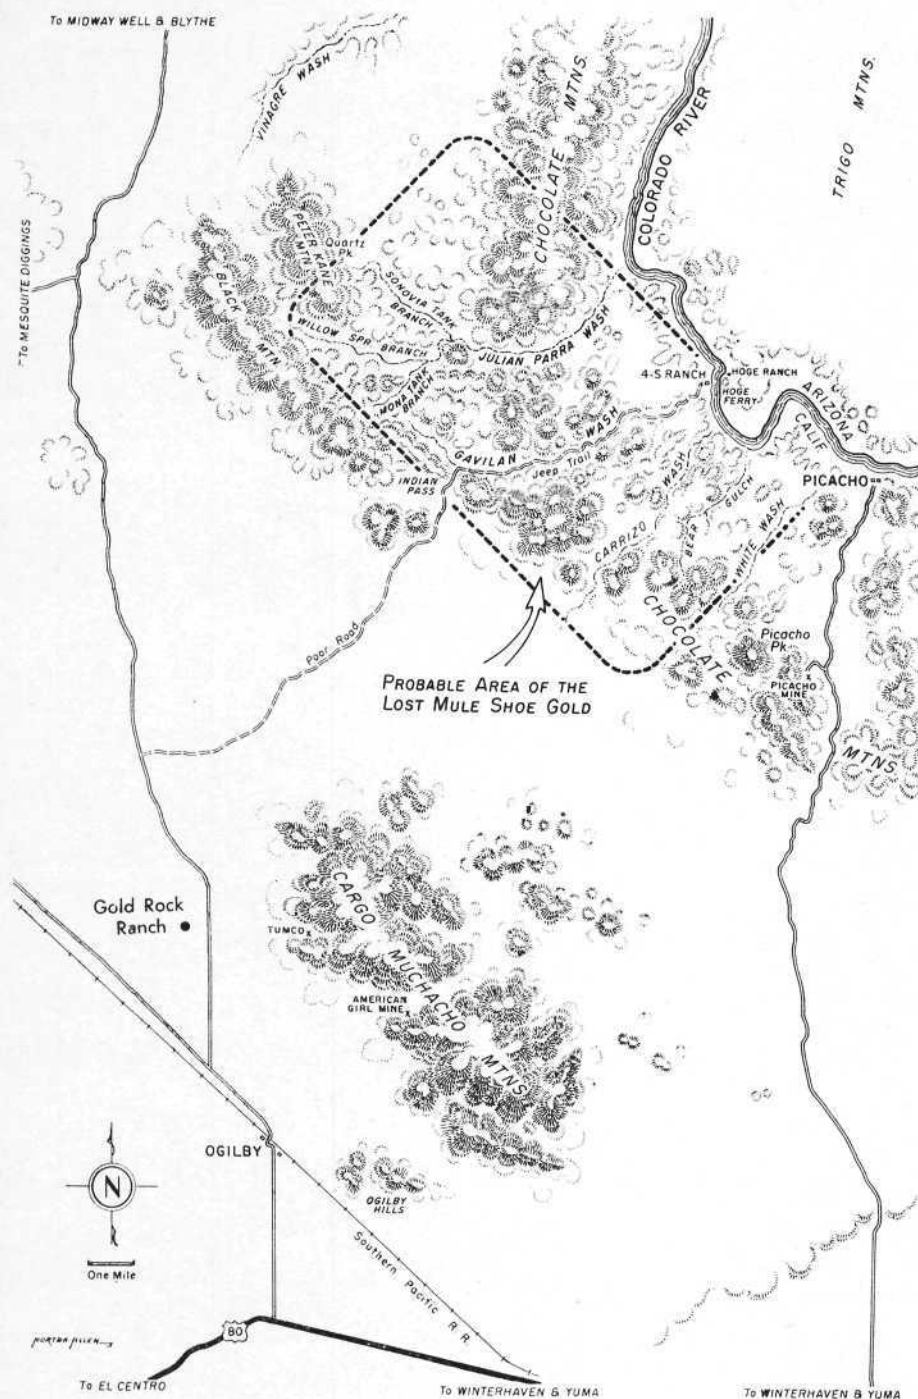 To MIDWAY WELL & BLYTHE
VINAGRE WASH
CHOCOLATE MTNS.
COLORADO RIVER
TRIGO MTNS.
To MESQUITE DIGGINGS
PETER KANE MTN.
Quartz Pk.
BLACK MTN.
SONOVIA TANK
BRANCH
WILLOW SPR. BRANCH
JULIAN PARRA WASH
MONA TANK
BRANCH
4-S RANCH
HOGE RANCH
HOGE
FERRY
ARIZONA
CALIF
GAVILAN WASH
Jeep Trail
INDIAN
PASS
PICACHO
CARRIZO WASH
BEAR GULCH
WHITE WASH
Poor Road
CHOCOLATE
MTNS.
Picacho
Pk
PICACHO
MINE
PROBABLE AREA OF THE
LOST MULE SHOE GOLD
Gold Rock
Ranch
TUMCO
CARGO MUCHACHO MTNS
AMERICAN
GIRL MINE
OGILBY
OGILBY
HILLS
N
One Mile
Southern Pacific R. R.
80
NORTON ALLEN
To EL CENTRO
To WINTERHAVEN & YUMA
To WINTERHAVEN & YUMA